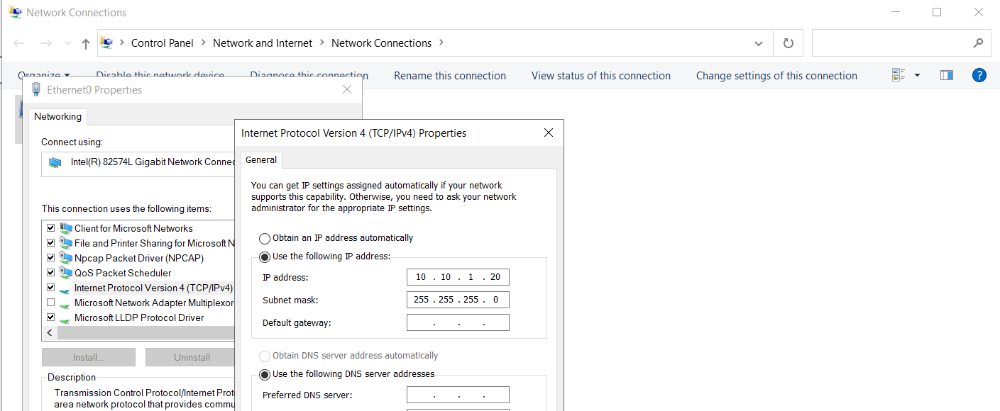 Network Connections
Control Panel > Network and Internet > Network Connections >
Organize Disable this network device Diagnose this connection Rename this connection View status of this connection Change settings of this connection
?
Ethernet0 Properties
Networking
Connect using:
Intel(R) 82574L Gigabit Network Connec
This connection uses the following items:
Client for Microsoft Networks
File and Printer Sharing for Microsoft N
Npcap Packet Driver (NPCAP)
QoS Packet Scheduler
Internet Protocol Version 4 (TCP/IPv4)
Microsoft Network Adapter Multiplexor
Microsoft LLDP Protocol Driver
Install...
Uninstall
Description
Transmission Control Protocol/Internet Prot
area network protocol that provides commu
Internet Protocol Version 4 (TCP/IPv4) Properties
General
You can get IP settings assigned automatically if your network
supports this capability. Otherwise, you need to ask your network
administrator for the appropriate IP settings.
Obtain an IP address automatically
Use the following IP address:
IP address: 10 . 10 . 1 . 20
Subnet mask: 255 . 255 . 255 . 0
Default gateway: . . .
Obtain DNS server address automatically
Use the following DNS server addresses
Preferred DNS server: . . .